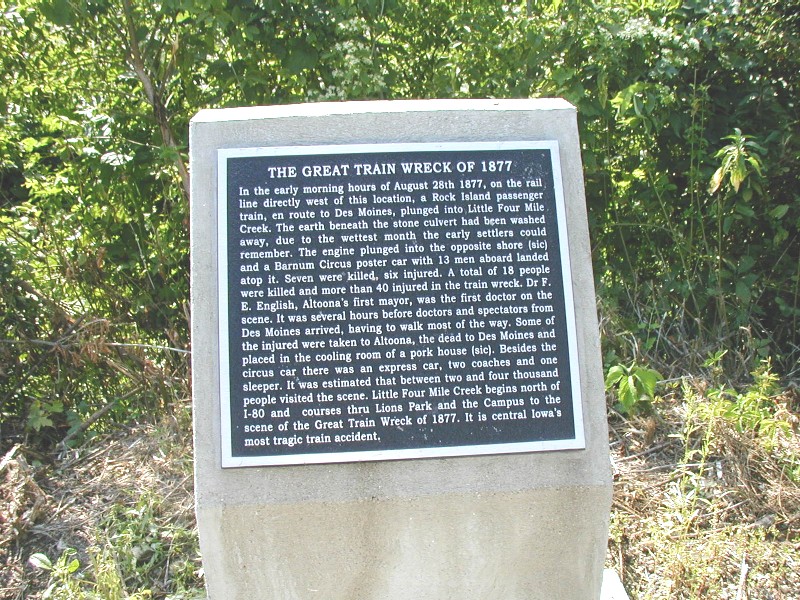 THE GREAT TRAIN WRECK OF 1877
In the early morning hours of August 28th 1877, on the rail
line directly west of this location, a Rock Island passenger
train, en route to Des Moines, plunged into Little Four Mile
Creek. The earth beneath the stone culvert had been washed
away, due to the wettest month the early settlers could
remember. The engine plunged into the opposite shore (sic)
and a Barnum Circus poster car with 13 men aboard landed
atop it. Seven were killed, six injured. A total of 18 people
were killed and more than 40 injured in the train wreck. Dr F.
E. English, Altoona's first mayor, was the first doctor on the
scene. It was several hours before doctors and spectators from
Des Moines arrived, having to walk most of the way. Some of
the injured were taken to Altoona, the dead to Des Moines and
placed in the cooling room of a pork house (sic). Besides the
circus car there was an express car, two coaches and one
sleeper. It was estimated that between two and four thousand
people visited the scene. Little Four Mile Creek begins north of
I-80 and courses thru Lions Park and the Campus to the
scene of the Great Train Wreck of 1877. It is central Iowa's
most tragic train accident.